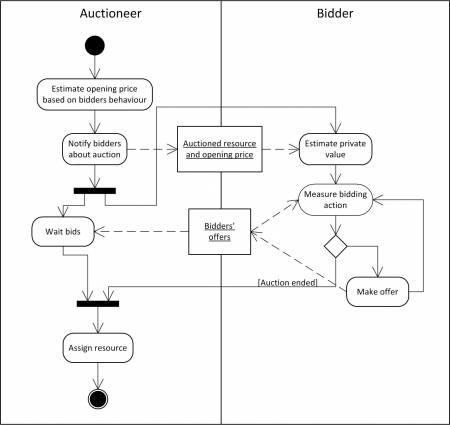 Auctioneer
Bidder
Estimate opening price
based on bidders behaviour
Notify bidders
about auction
Auctioned resource
and opening price
Estimate private
value
Measure bidding
action
Wait bids
Bidders'
offers
[Auction ended]
Make offer
Assign resource